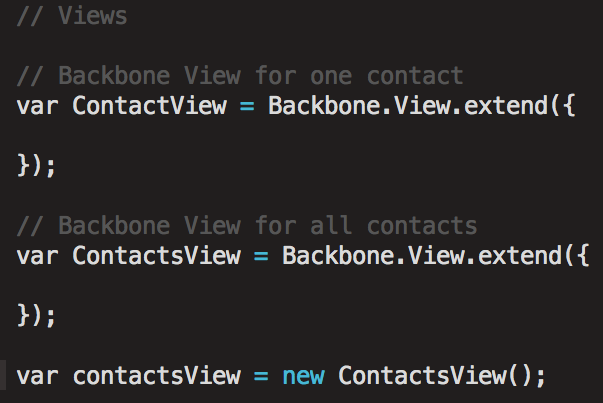 // Views
// Backbone View for one contact
var ContactView = Backbone.View.extend({
});
// Backbone View for all contacts
var ContactsView = Backbone.View.extend({
});
var contactsView = new ContactsView();